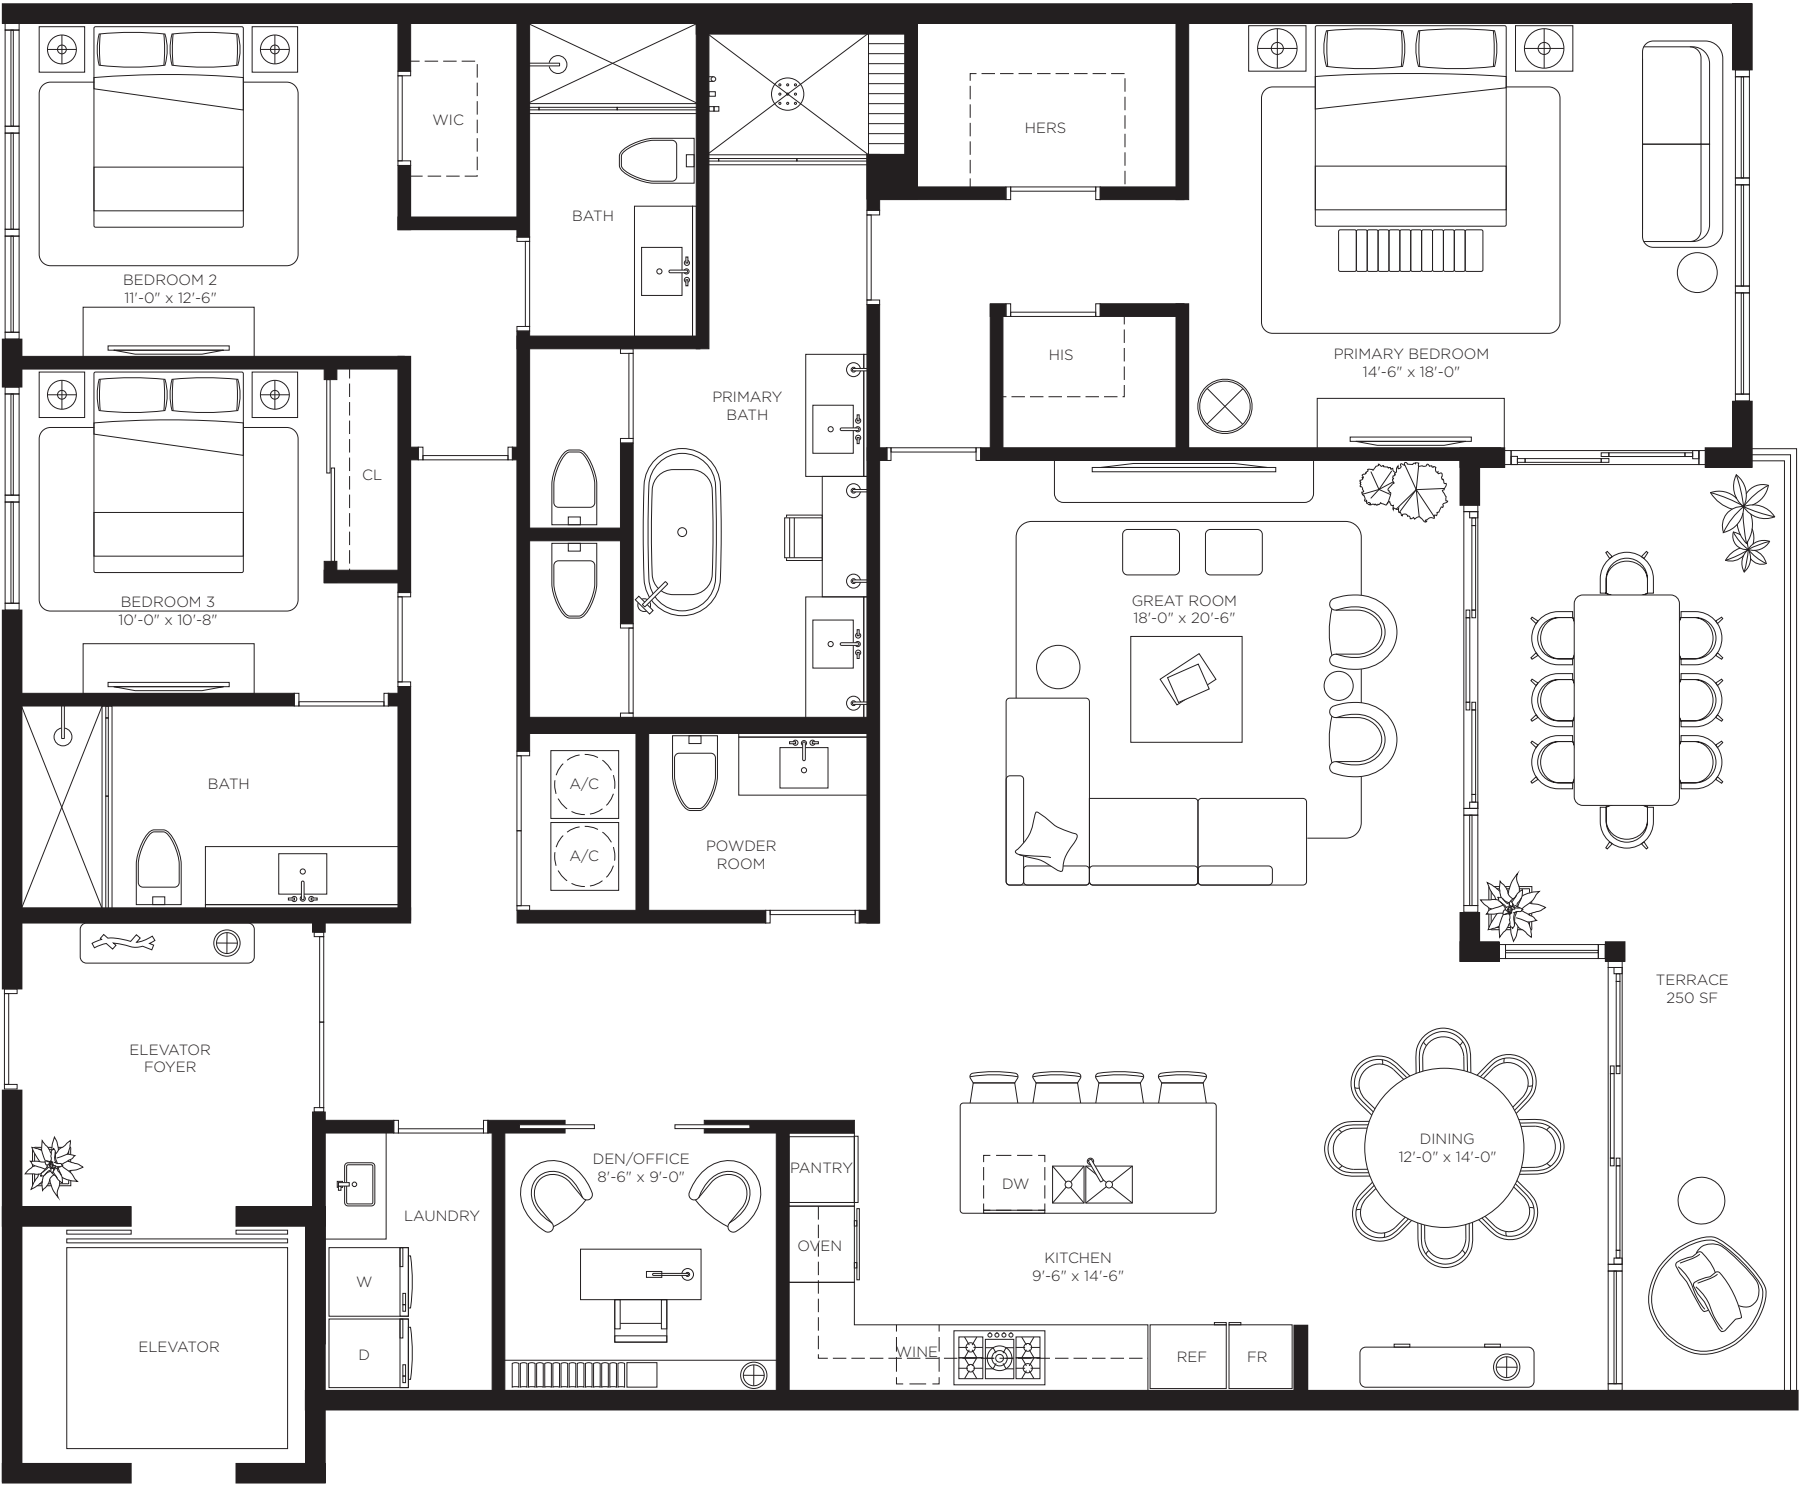 WIC
HERS
BATH
BEDROOM 2
11'-0" x 12'-6"
HIS
PRIMARY BEDROOM
14'-6" x 18'-0"
PRIMARY
BATH
CL
BEDROOM 3
10'-0" x 10'-8"
GREAT ROOM
18'-0" x 20'-6"
BATH
A/C
A/C
POWDER
ROOM
TERRACE
250 SF
ELEVATOR
FOYER
DINING
12'-0" x 14'-0"
DEN/OFFICE
8'-6" x 9'-0"
PANTRY
DW
LAUNDRY
OVEN
KITCHEN
9'-6" x 14'-6"
W
ELEVATOR
D
WINE
REF
FR